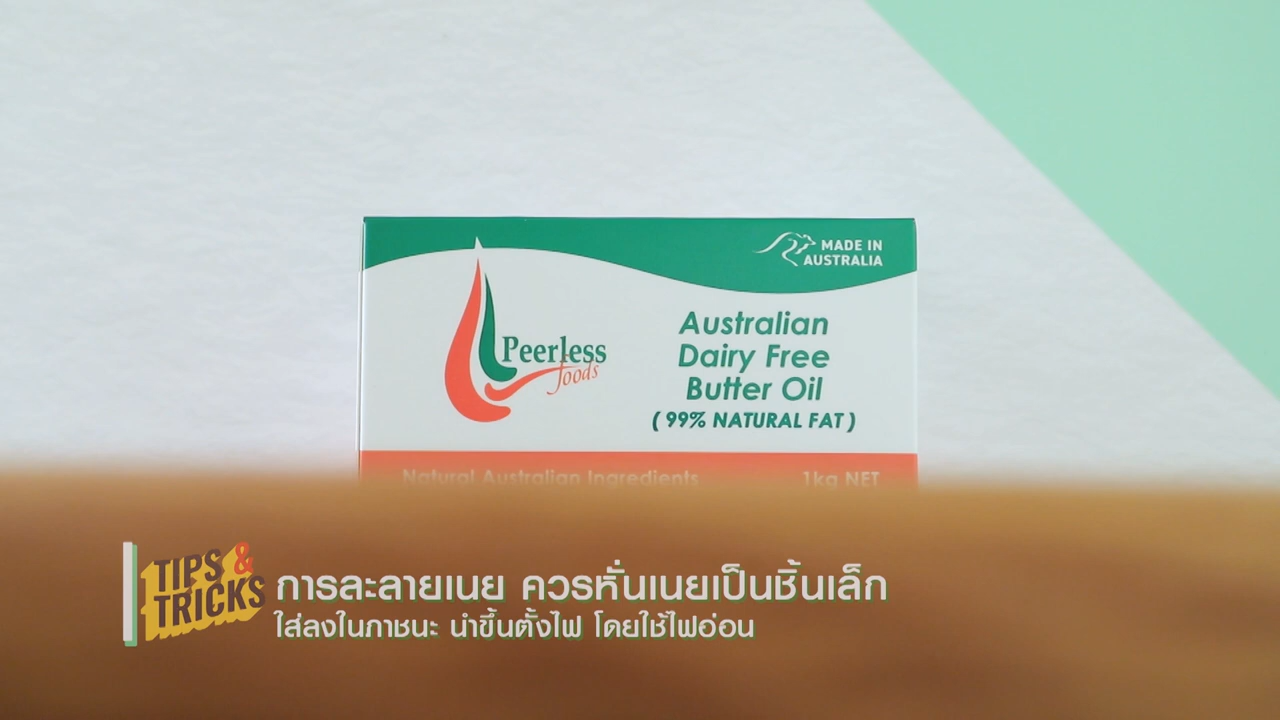 MADE IN
AUSTRALIA
Peerless
foods
Australian
Dairy Free
Butter Oil
( 99% NATURAL FAT )
Natural Australian Ingredients
1kg NET
TIPS &
TRICKS
การละลายเนย ควรหั่นเนยเป็นชิ้นเล็ก
ใส่ลงในภาชนะ นำขึ้นตั้งไฟ โดยใช้ไฟอ่อน